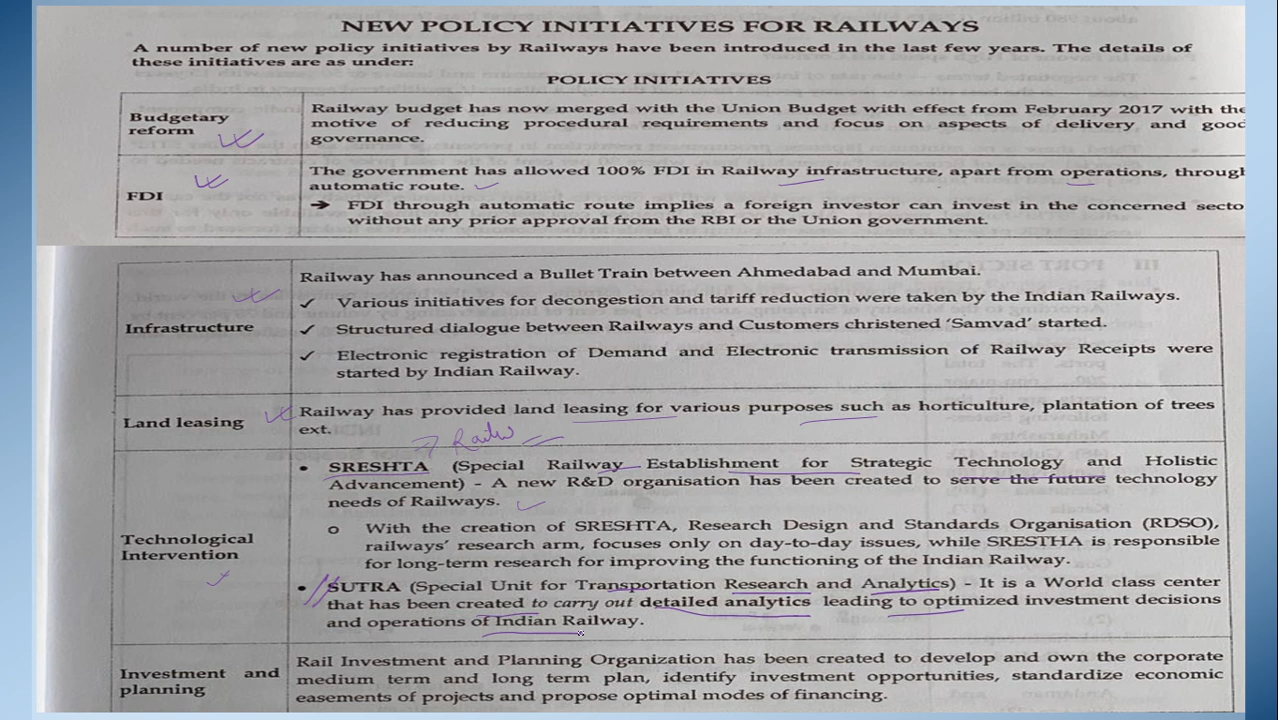 NEW POLICY INITIATIVES FOR RAILWAYS
A number of new policy initiatives by Railways have been introduced in the last few years. The details of
these initiatives are as under:
POLICY INITIATIVES
Budgetary
reform
Railway budget has now merged with the Union Budget with effect from February 2017 with the
motive of reducing procedural requirements and focus on aspects of delivery and good
governance.
FDI
The government has allowed 100% FDI in Railway infrastructure, apart from operations, through
automatic route.
➔ FDI through automatic route implies a foreign investor can invest in the concerned secto
without any prior approval from the RBI or the Union government.
Infrastructure
Railway has announced a Bullet Train between Ahmedabad and Mumbai.
✓ Various initiatives for decongestion and tariff reduction were taken by the Indian Railways.
✓ Structured dialogue between Railways and Customers christened 'Samvad' started.
✓ Electronic registration of Demand and Electronic transmission of Railway Receipts were
started by Indian Railway.
Land leasing
Railway has provided land leasing for various purposes such as horticulture, plantation of trees
ext.
Technological
Intervention
• SRESHTA (Special Railway Establishment for Strategic Technology and Holistic
Advancement) - A new R&D organisation has been created to serve the future technology
needs of Railways.
o With the creation of SRESHTA, Research Design and Standards Organisation (RDSO),
railways' research arm, focuses only on day-to-day issues, while SRESTHA is responsible
for long-term research for improving the functioning of the Indian Railway.
• SUTRA (Special Unit for Transportation Research and Analytics) - It is a World class center
that has been created to carry out detailed analytics leading to optimized investment decisions
and operations of Indian Railway.
Investment and
planning
Rail Investment and Planning Organization has been created to develop and own the corporate
medium term and long term plan, identify investment opportunities, standardize economic
easements of projects and propose optimal modes of financing.